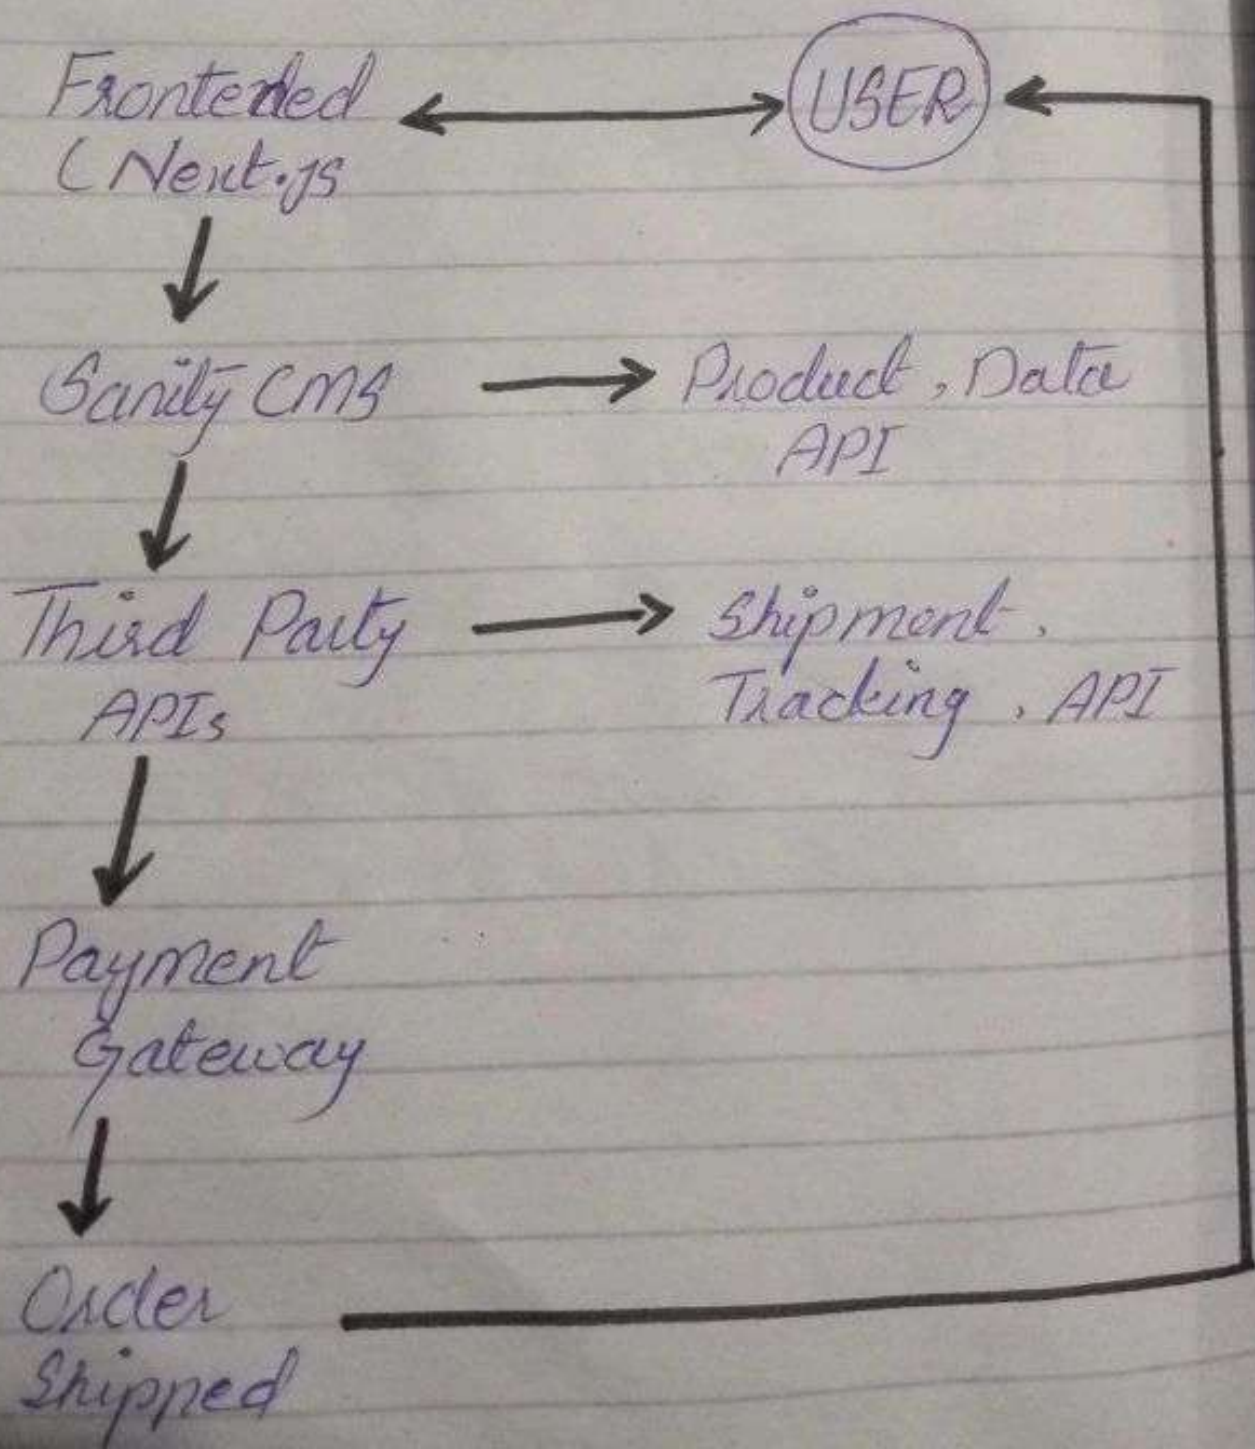 Frontended
USER
( Next.js
Sanity CMS
Product, Data
API
Third Party
APIs
Shipment.
Tracking, API
Payment
Gateway
Order
Shipped